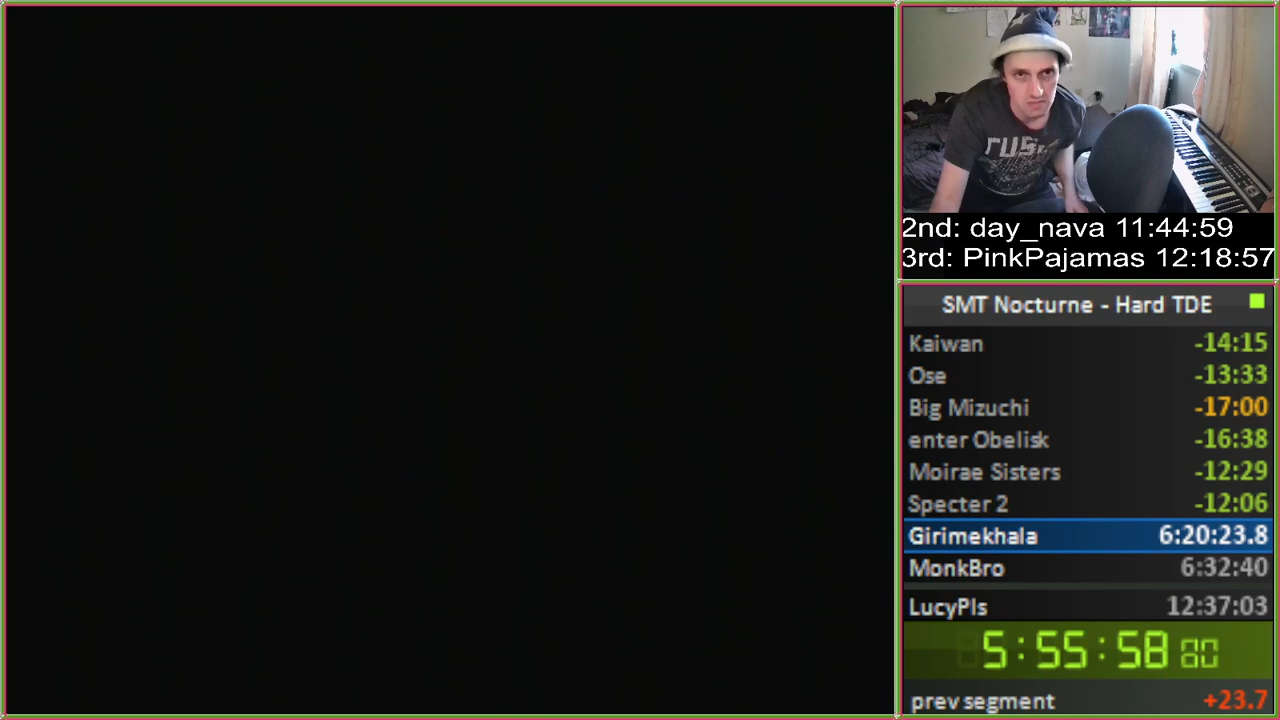 2nd: day_nava 11:44:59
3rd: PinkPajamas 12:18:57
SMT Nocturne - Hard TDE
Kaiwan -14:15
Ose -13:33
Big Mizuchi -17:00
enter Obelisk -16:38
Moirae Sisters -12:29
Specter 2 -12:06
Girimekhala 6:20:23.8
MonkBro 6:32:40
LucyPls 12:37:03
5:55:58 80
prev segment +23.7